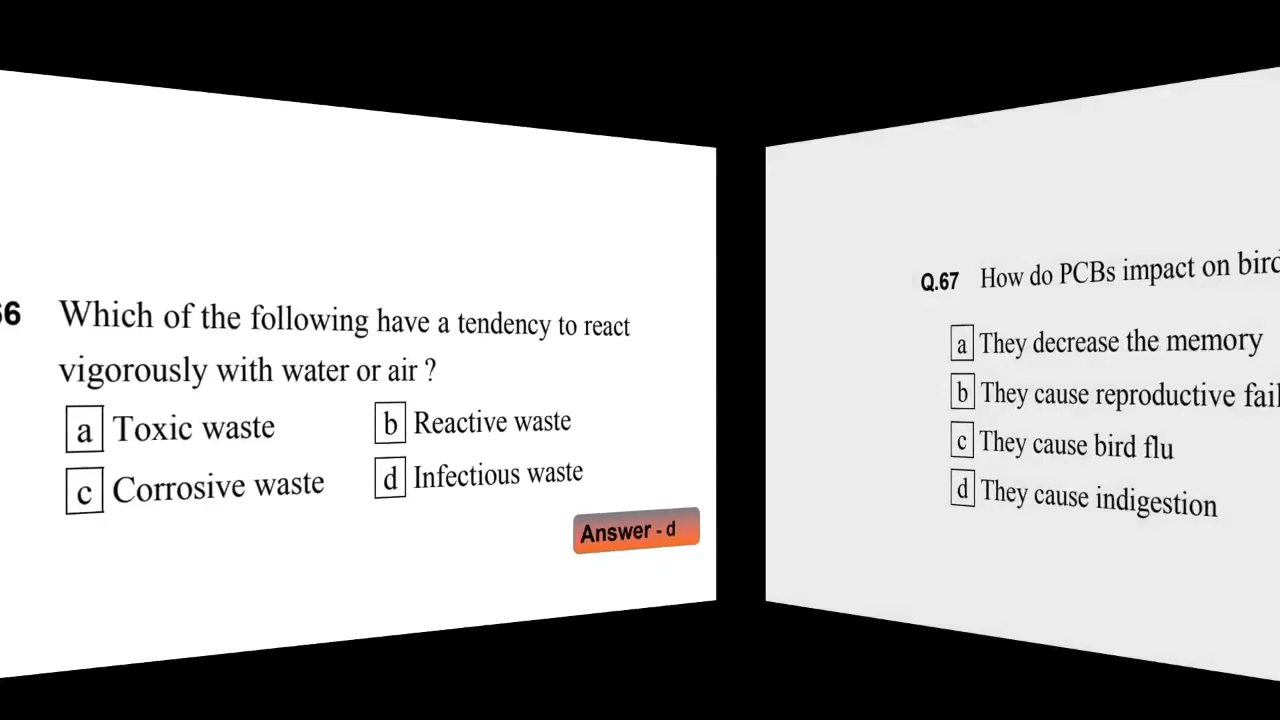 66 Which of the following have a tendency to react
vigorously with water or air ?
a Toxic waste b Reactive waste
c Corrosive waste d Infectious waste
Answer - d
Q.67 How do PCBs impact on
a They decrease the memory
b They cause reproductive
c They cause bird flu
d They cause indigestion